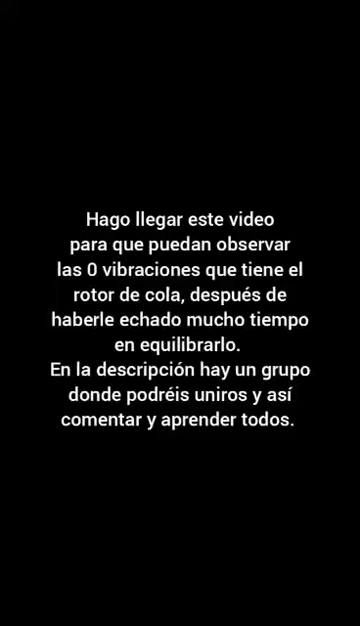 Hago llegar este video
para que puedan observar
las 0 vibraciones que tiene el
rotor de cola, después de
haberle echado mucho tiempo
en equilibrarlo.
En la descripción hay un grupo
donde podréis uniros y así
comentar y aprender todos.